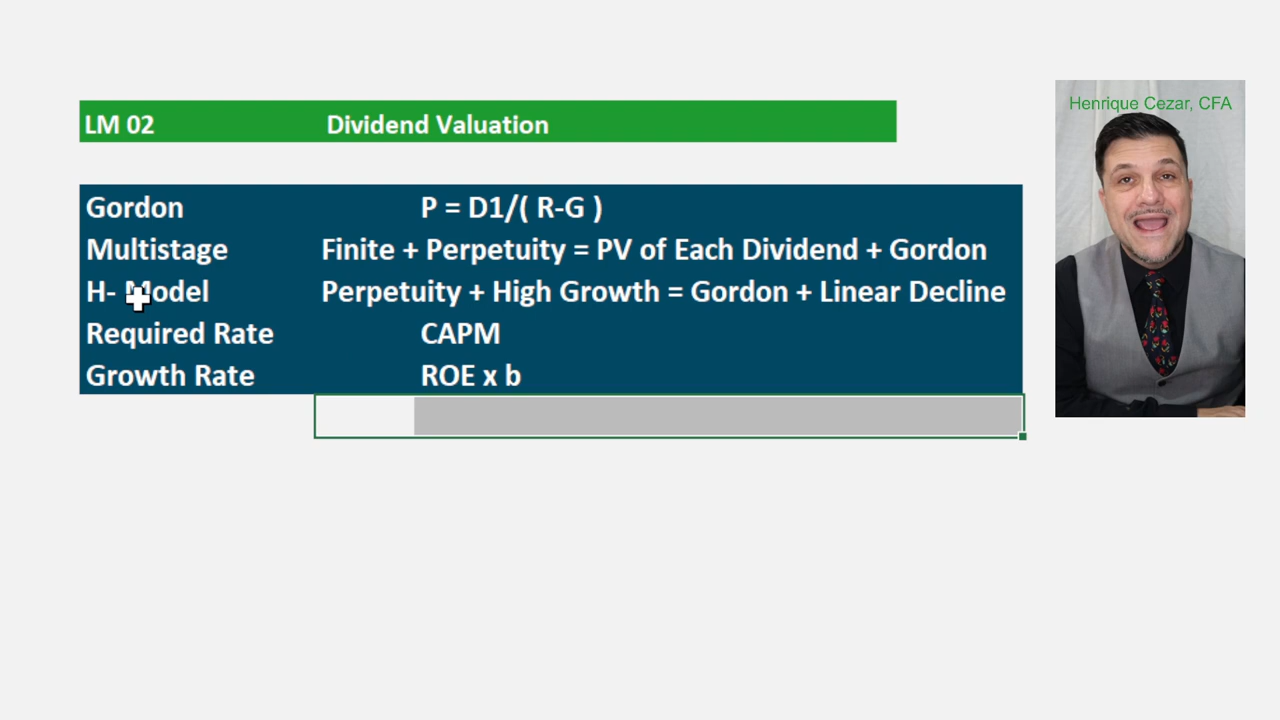 Henrique Cezar, CFA
LM 02 Dividend Valuation
Gordon P = D1/( R-G )
Multistage Finite + Perpetuity = PV of Each Dividend + Gordon
H- Model Perpetuity + High Growth = Gordon + Linear Decline
Required Rate CAPM
Growth Rate ROE x b